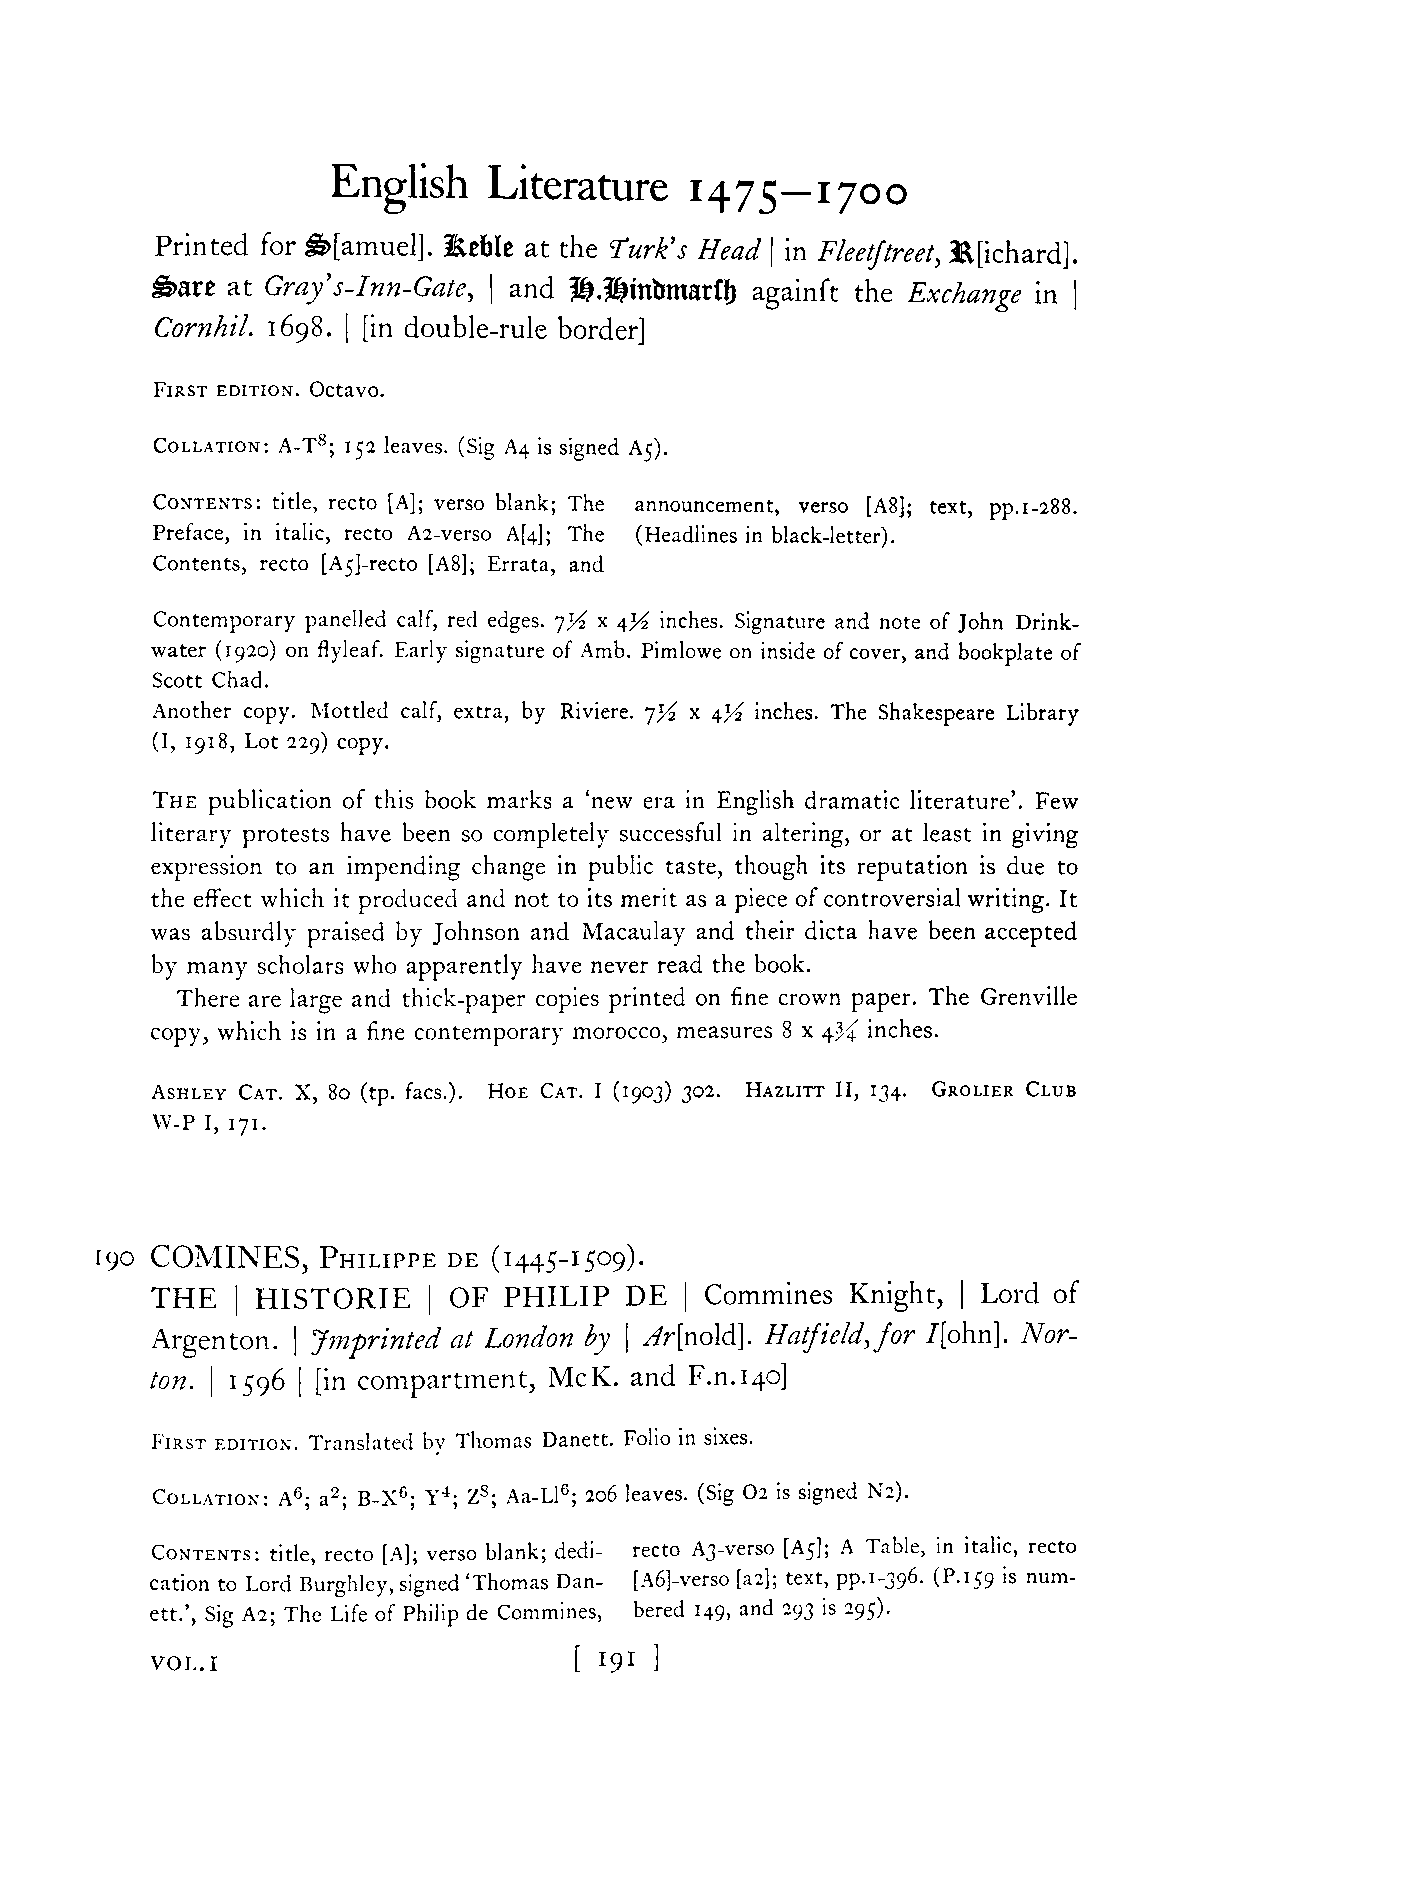 English Literature 1475—1700
Printed for S[amuel]. Keble at the Turk's Head | in Fleetſtreet, R[ichard].
Sare at Gray's-Inn-Gate, | and H.Hindmarſh againſt the Exchange in |
Cornhil. 1698. | [in double-rule border]
First edition. Octavo.
Collation: A-T⁸; 152 leaves. (Sig A4 is signed A5).
Contents: title, recto [A]; verso blank; The
Preface, in italic, recto A2-verso A[4]; The
Contents, recto [A5]-recto [A8]; Errata, and
announcement, verso [A8]; text, pp.1-288.
(Headlines in black-letter).
Contemporary panelled calf, red edges. 7½ x 4½ inches. Signature and note of John Drink-
water (1920) on flyleaf. Early signature of Amb. Pimlowe on inside of cover, and bookplate of
Scott Chad.
Another copy. Mottled calf, extra, by Riviere. 7½ x 4½ inches. The Shakespeare Library
(I, 1918, Lot 229) copy.
The publication of this book marks a 'new era in English dramatic literature'. Few
literary protests have been so completely successful in altering, or at least in giving
expression to an impending change in public taste, though its reputation is due to
the effect which it produced and not to its merit as a piece of controversial writing. It
was absurdly praised by Johnson and Macaulay and their dicta have been accepted
by many scholars who apparently have never read the book.
There are large and thick-paper copies printed on fine crown paper. The Grenville
copy, which is in a fine contemporary morocco, measures 8 x 4¾ inches.
Ashley Cat. X, 80 (tp. facs.). Hoe Cat. I (1903) 302. Hazlitt II, 134. Grolier Club
W-P I, 171.
190 COMINES, Philippe de (1445-1509).
THE | HISTORIE | OF PHILIP DE | Commines Knight, | Lord of
Argenton. | Jmprinted at London by | Ar[nold]. Hatfield, for I[ohn]. Nor-
ton. | 1596 | [in compartment, McK. and F.n.140]
First edition. Translated by Thomas Danett. Folio in sixes.
Collation: A⁶; a²; B-X⁶; Y⁴; Z⁸; Aa-Ll⁶; 206 leaves. (Sig O2 is signed N2).
Contents: title, recto [A]; verso blank; dedi-
cation to Lord Burghley, signed 'Thomas Dan-
ett.', Sig A2; The Life of Philip de Commines,
recto A3-verso [A5]; A Table, in italic, recto
[A6]-verso [a2]; text, pp.1-396. (P.159 is num-
bered 149, and 293 is 295).
VOL.I [ 191 ]